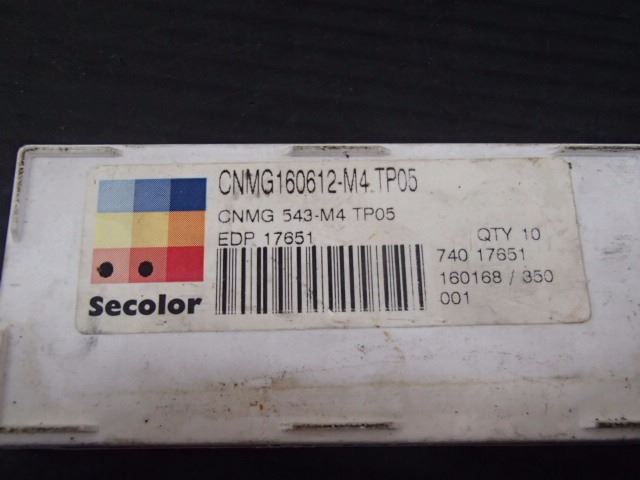 CNMG160612-M4 TP05
CNMG 543-M4 TP05
EDP 17651
QTY 10
740 17651
160168 / 350
001
Secolor